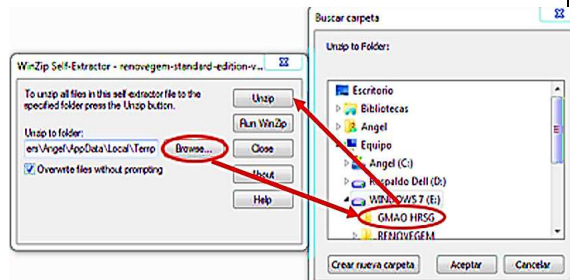 Buscar carpeta
Unzip to Folder:
Escritorio
Bibliotecas
Angel
Equipo
Angel (C:)
Respaldo Dell (D:)
WINDOWS 7 (E:)
GMAO HRSG
RENOVEGEM
Crear nueva carpeta
Aceptar
Cancelar
WinZip Self-Extractor - renovegem-standard-edition-v...
To unzip all files in this self-extractor file to the
specified folder press the Unzip button.
Unzip to folder:
ers\Angel\AppData\Local\Temp
Browse...
Overwrite files without prompting
Unzip
Run WinZip
Close
About
Help